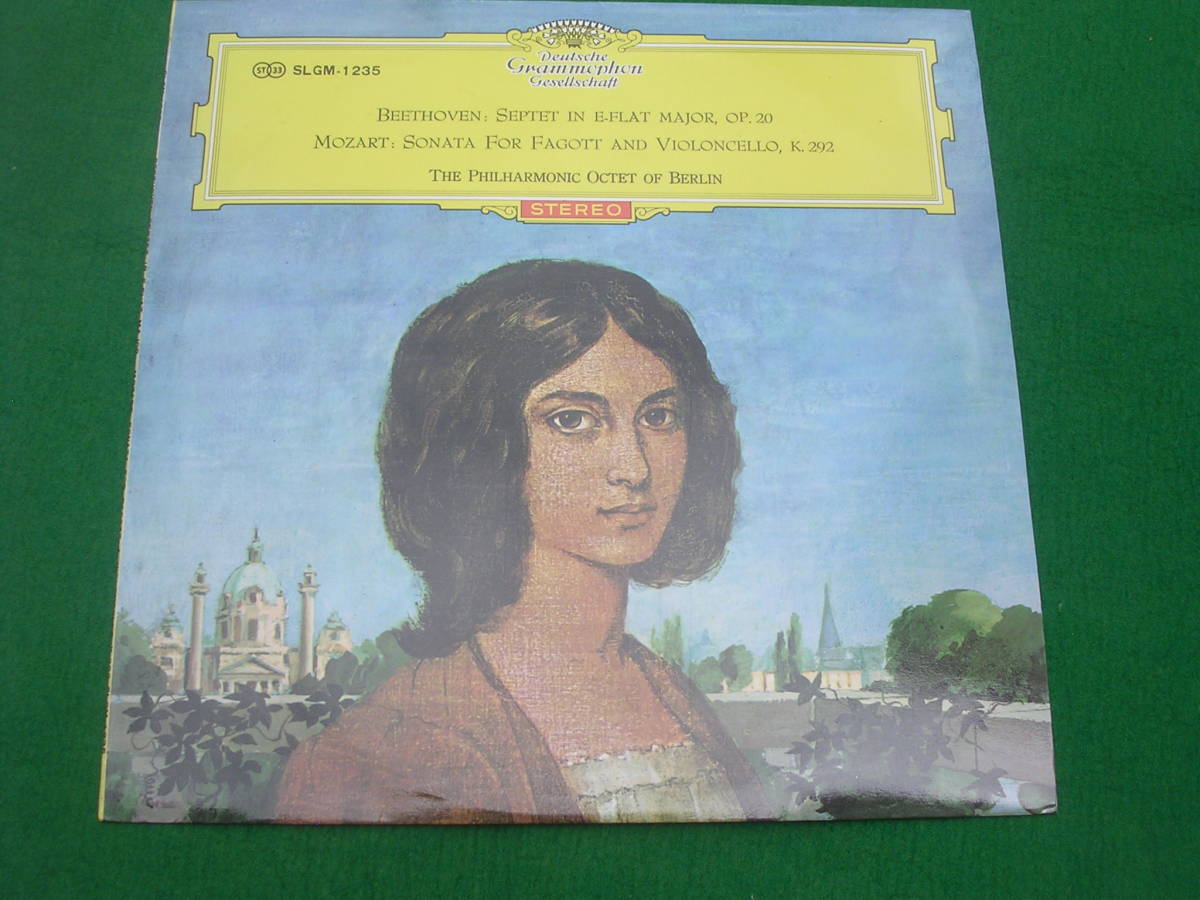 Deutsche
Grammophon
Gesellschaft
ST 33 SLGM-1235
BEETHOVEN: SEPTET IN E-FLAT MAJOR, OP. 20
MOZART: SONATA FOR FAGOTT AND VIOLONCELLO, K. 292
THE PHILHARMONIC OCTET OF BERLIN
STEREO